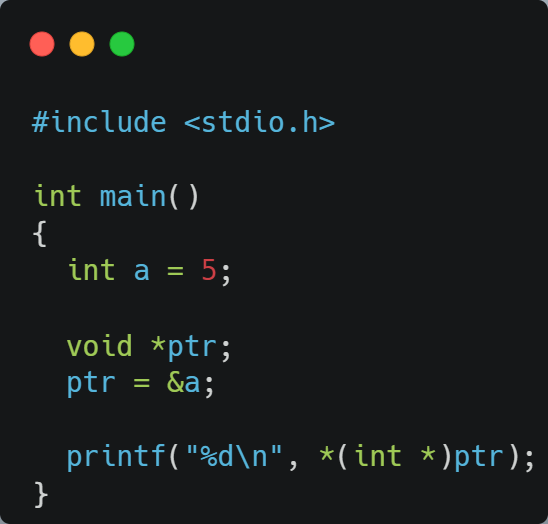 #include <stdio.h>
int main()
{
int a = 5;
void *ptr;
ptr = &a;
printf("%d\n", *(int *)ptr);
}